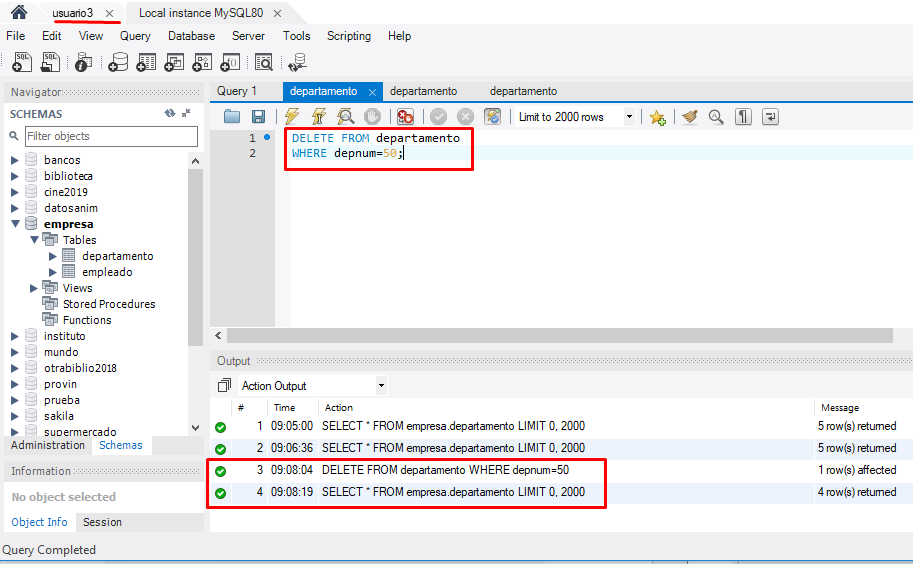 usuario3 Local instance MySQL80
File Edit View Query Database Server Tools Scripting Help
Navigator
SCHEMAS
Filter objects
bancos
biblioteca
cine2019
datosanim
empresa
Tables
departamento
empleado
Views
Stored Procedures
Functions
instituto
mundo
otrabiblio2018
provin
prueba
sakila
supermercado
Administration Schemas
Information
No object selected
Object Info Session
Query 1 departamento departamento departamento
Limit to 2000 rows
1 DELETE FROM departamento
2 WHERE depnum=50;
Output
Action Output
# Time Action Message
1 09:05:00 SELECT * FROM empresa.departamento LIMIT 0, 2000 5 row(s) returned
2 09:06:36 SELECT * FROM empresa.departamento LIMIT 0, 2000 5 row(s) returned
3 09:08:04 DELETE FROM departamento WHERE depnum=50 1 row(s) affected
4 09:08:19 SELECT * FROM empresa.departamento LIMIT 0, 2000 4 row(s) returned
Query Completed